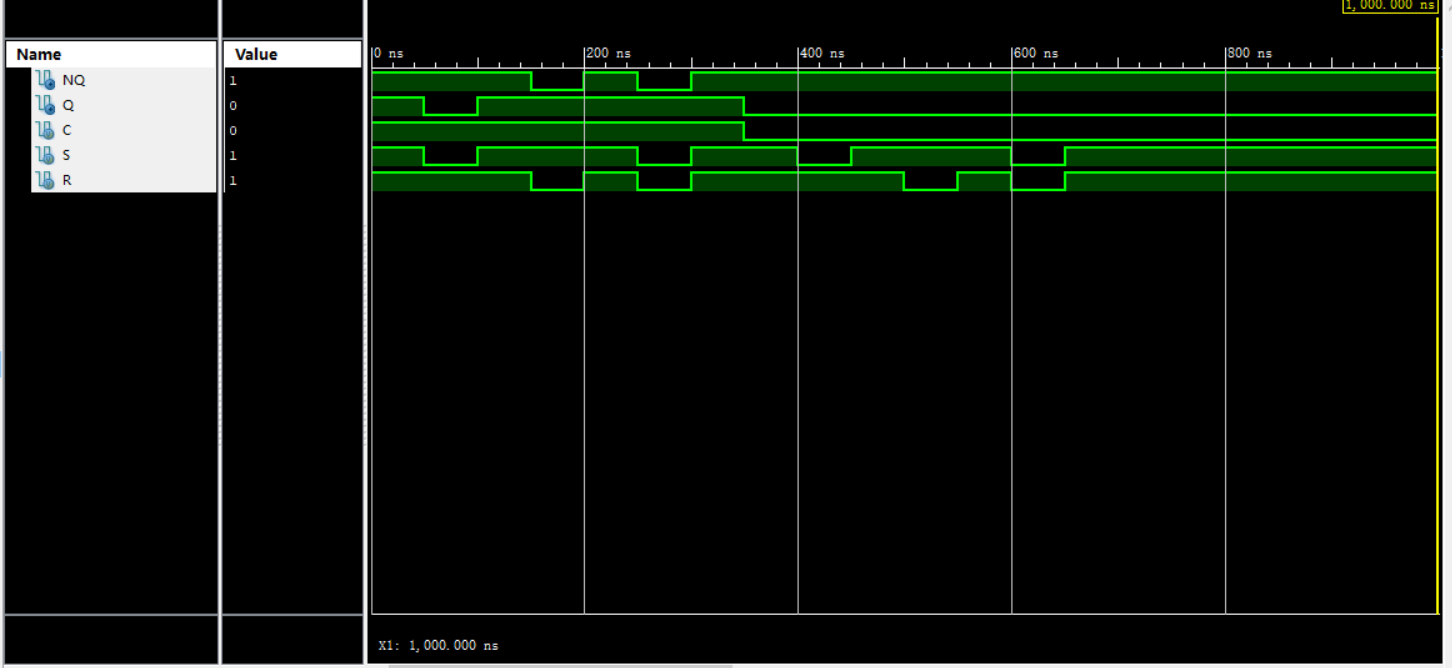 1,000.000 ns
Name Value
0 ns 200 ns 400 ns 600 ns 800 ns
NQ 1
Q 0
C 0
S 1
R 1
X1: 1,000.000 ns